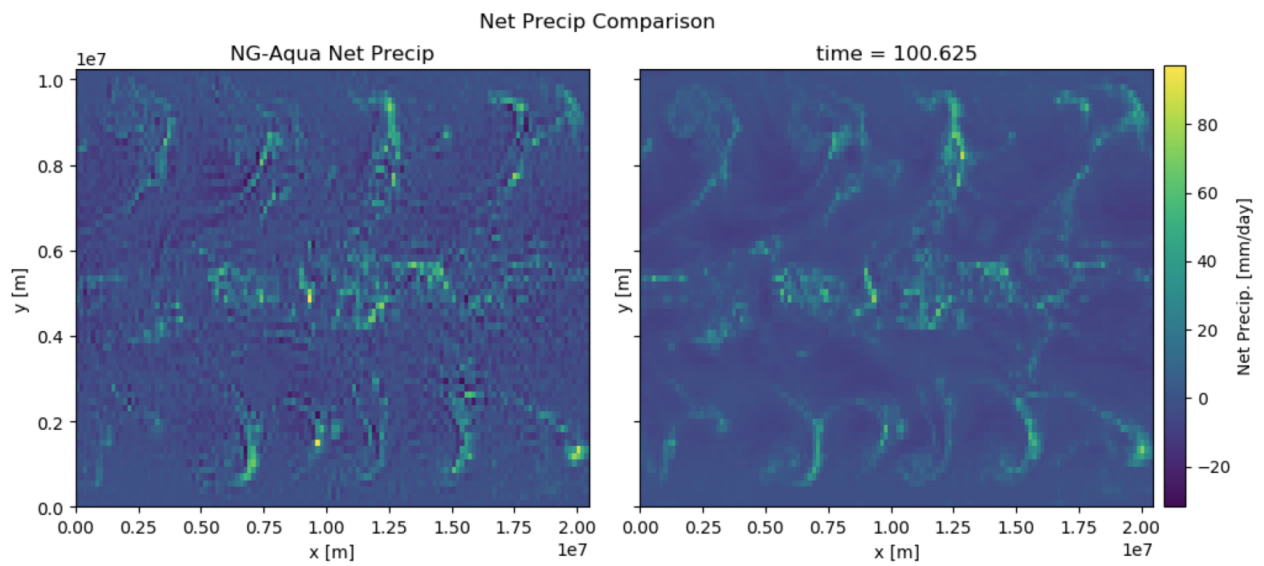 Net Precip Comparison
NG-Aqua Net Precip
time = 100.625
1e7
1.0
0.8
0.6
0.4
0.2
0.0
y [m]
0.00 0.25 0.50 0.75 1.00 1.25 1.50 1.75 2.00
x [m]
1e7
y [m]
0.00 0.25 0.50 0.75 1.00 1.25 1.50 1.75 2.00
x [m]
1e7
80
60
40
20
0
−20
Net Precip. [mm/day]